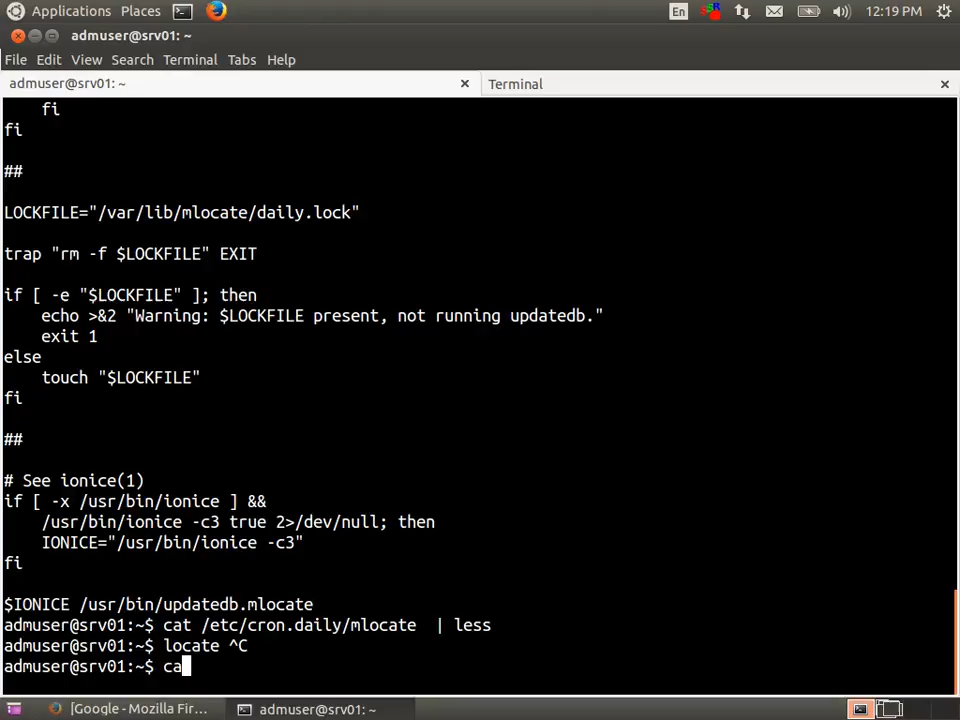 Applications Places En 12:19 PM
admuser@srv01: ~
File Edit View Search Terminal Tabs Help
admuser@srv01: ~ × Terminal ×
    fi
fi
##
LOCKFILE="/var/lib/mlocate/daily.lock"
trap "rm -f $LOCKFILE" EXIT
if [ -e "$LOCKFILE" ]; then
    echo >&2 "Warning: $LOCKFILE present, not running updatedb."
    exit 1
else
    touch "$LOCKFILE"
fi
##
# See ionice(1)
if [ -x /usr/bin/ionice ] &&
    /usr/bin/ionice -c3 true 2>/dev/null; then
    IONICE="/usr/bin/ionice -c3"
fi
$IONICE /usr/bin/updatedb.mlocate
admuser@srv01:~$ cat /etc/cron.daily/mlocate  | less
admuser@srv01:~$ locate ^C
admuser@srv01:~$ ca
[Google - Mozilla Fir... admuser@srv01: ~